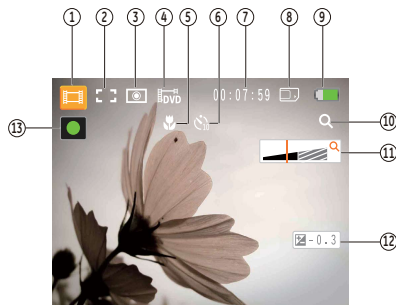 ① ② ③ ④ ⑤ ⑥ ⑦ ⑧ ⑨
DVD 00:07:59
10
⑬
⑩
⑪
-0.3 ⑫